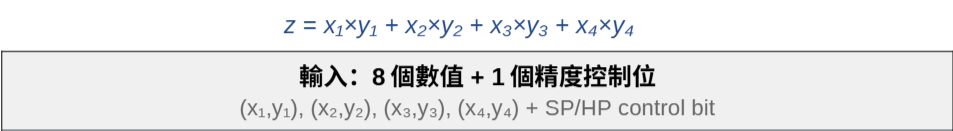 z = x₁×y₁ + x₂×y₂ + x₃×y₃ + x₄×y₄
輸入：8 個數值 + 1 個精度控制位
(x₁,y₁), (x₂,y₂), (x₃,y₃), (x₄,y₄) + SP/HP control bit